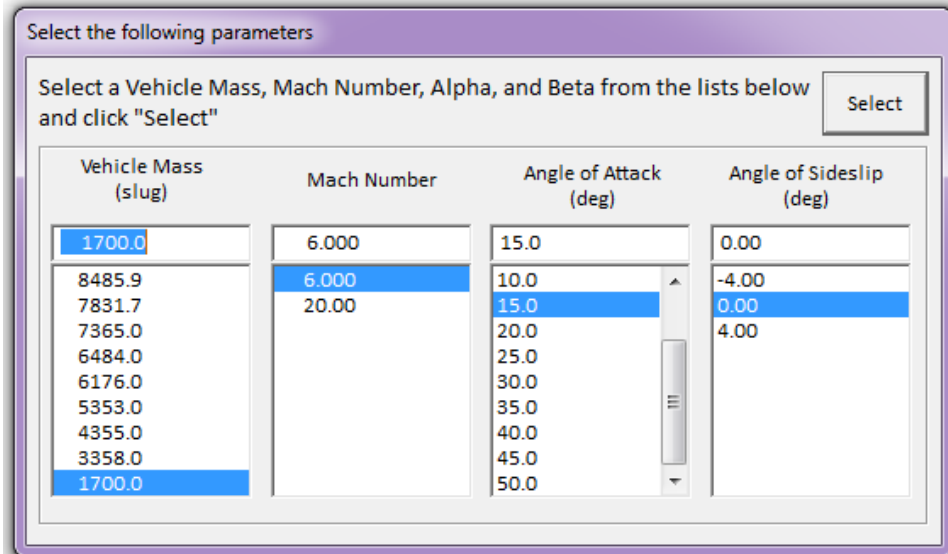 Select the following parameters
Select a Vehicle Mass, Mach Number, Alpha, and Beta from the lists below
and click "Select"
Select
Vehicle Mass
(slug)
Mach Number
Angle of Attack
(deg)
Angle of Sideslip
(deg)
1700.0
6.000
15.0
0.00
8485.9
7831.7
7365.0
6484.0
6176.0
5353.0
4355.0
3358.0
1700.0
6.000
20.00
10.0
15.0
20.0
25.0
30.0
35.0
40.0
45.0
50.0
-4.00
0.00
4.00